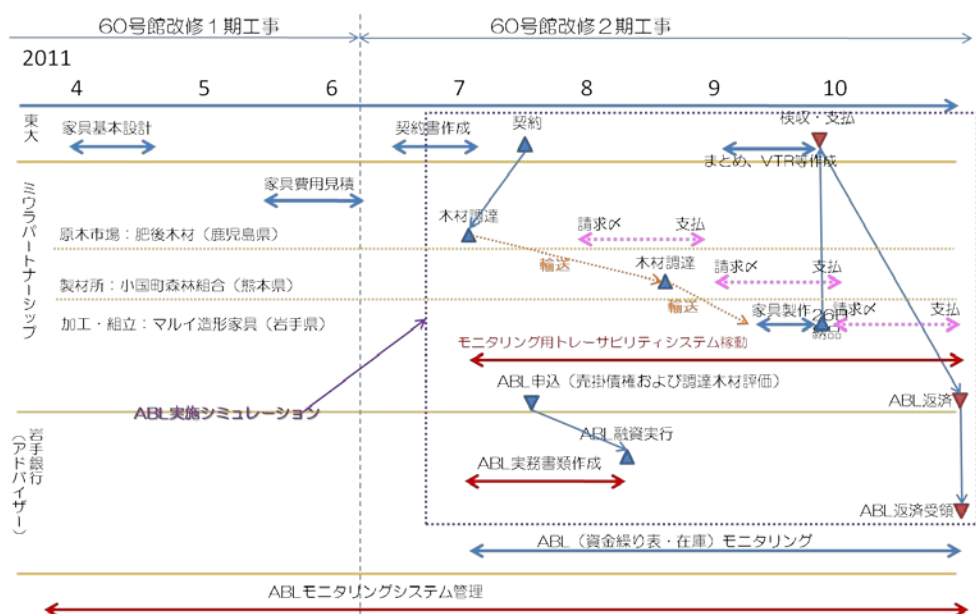 60号館改修1期工事
60号館改修2期工事
2011
4 5 6 7 8 9 10
東大
家具基本設計
契約書作成
契約
検収・支払
まとめ、VTR等作成
ミウラパートナーシップ
家具費用見積
木材調達
原木市場：肥後木材（鹿児島県）
請求〆
支払
輸送
木材調達
製材所：小国町森林組合（熊本県）
請求〆
支払
輸送
加工・組立：マルイ造形家具（岩手県）
家具製作
26日
納品
請求〆
支払
モニタリング用トレーサビリティシステム稼動
ABL申込（売掛債権および調達木材評価）
ABL返済
ABL実施シミュレーション
岩手銀行
（アドバイザー）
ABL融資実行
ABL実務書類作成
ABL返済受領
ABL（資金繰り表・在庫）モニタリング
ABLモニタリングシステム管理